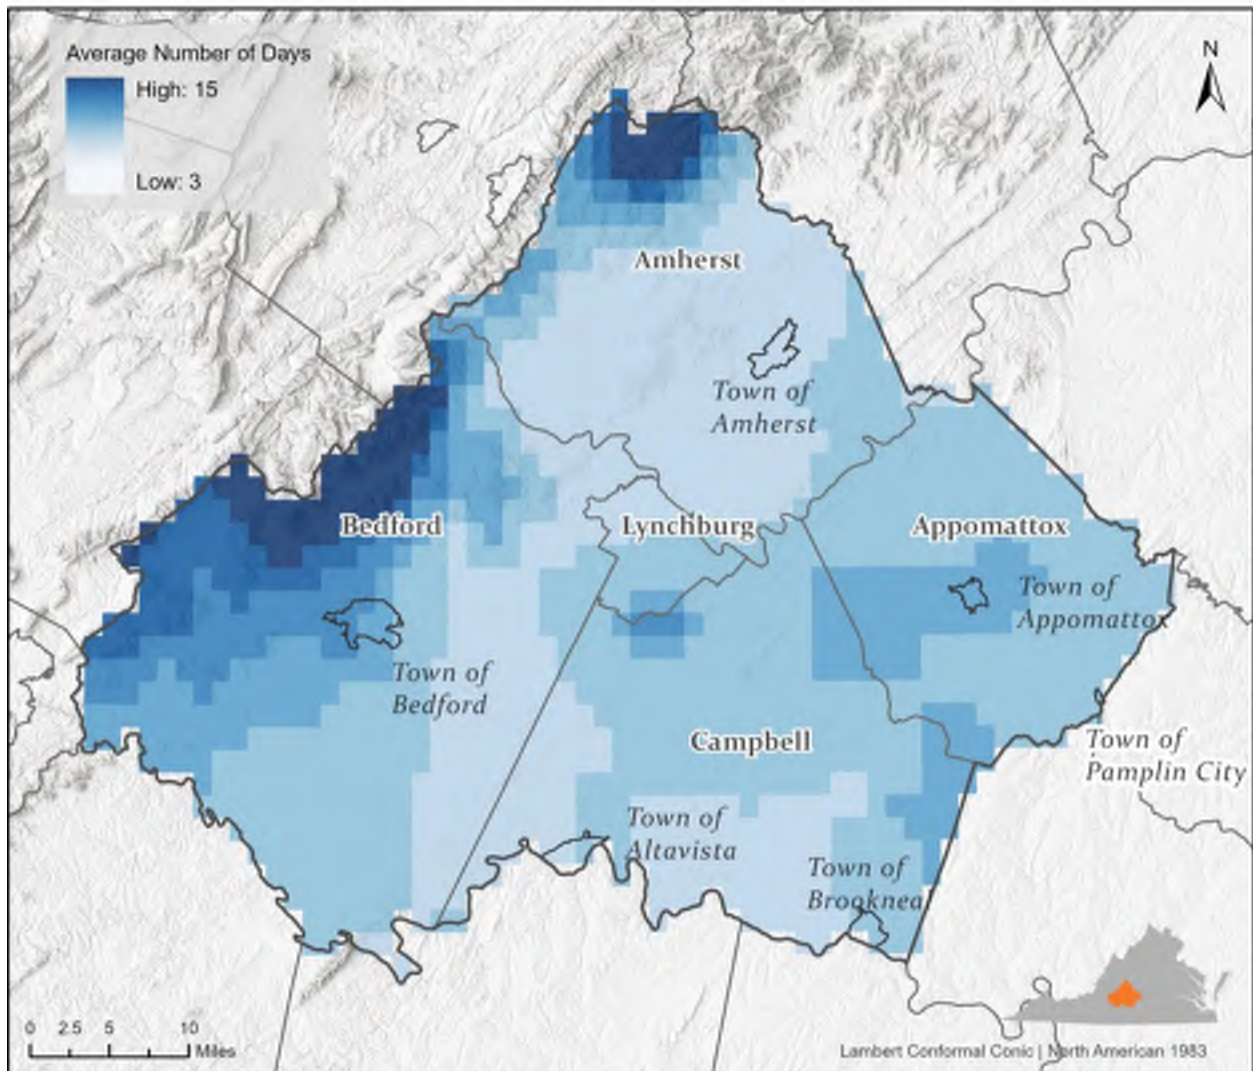 Average Number of Days
High: 15
Low: 3
N
Amherst
Town of
Amherst
Bedford
Lynchburg
Appomattox
Town of
Appomattox
Town of
Bedford
Campbell
Town of
Pamplin City
Town of
Altavista
Town of
Brooknea
0 2.5 5 10
Miles
Lambert Conformal Conic | North American 1983